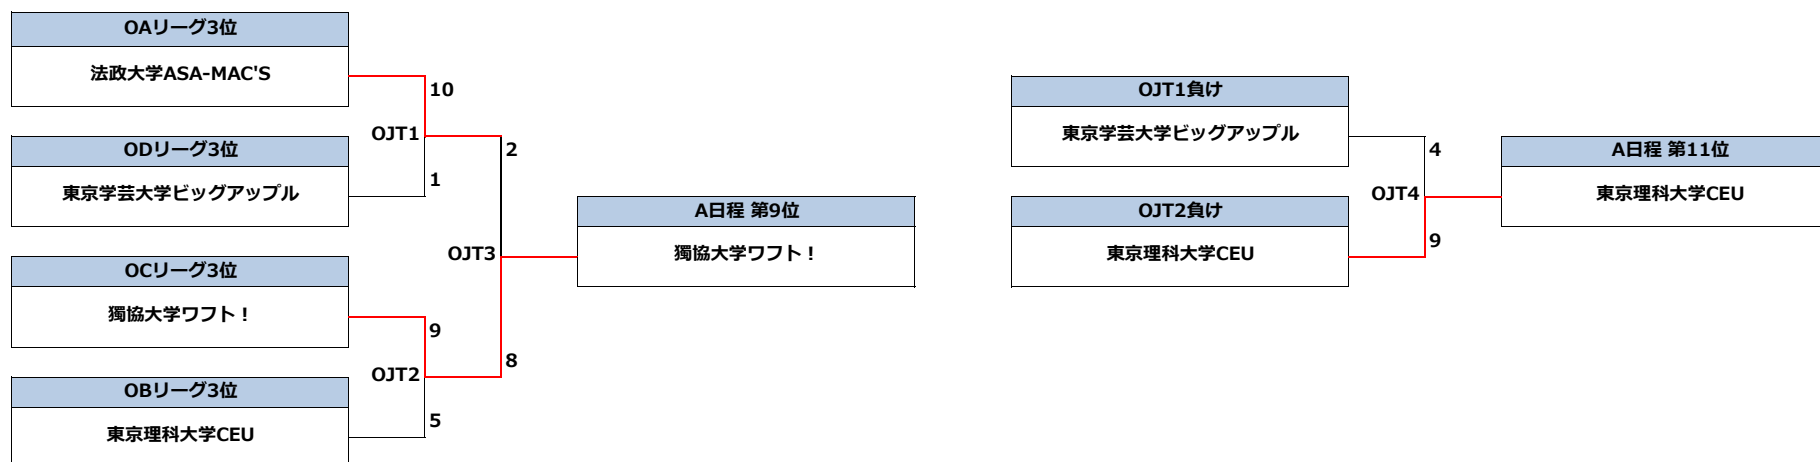 OAリーグ3位
法政大学ASA-MAC'S
10
OJT1
ODリーグ3位
東京学芸大学ビッグアップル
1
2
OJT3
A日程 第9位
獨協大学ワフト！
OCリーグ3位
獨協大学ワフト！
9
OJT2
8
OBリーグ3位
東京理科大学CEU
5
OJT1負け
東京学芸大学ビッグアップル
4
OJT4
A日程 第11位
東京理科大学CEU
OJT2負け
東京理科大学CEU
9